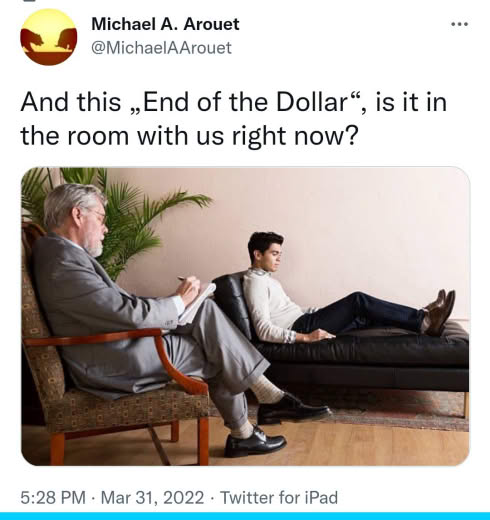 Michael A. Arouet
@MichaelAArouet
And this „End of the Dollar“, is it in
the room with us right now?
5:28 PM · Mar 31, 2022 · Twitter for iPad